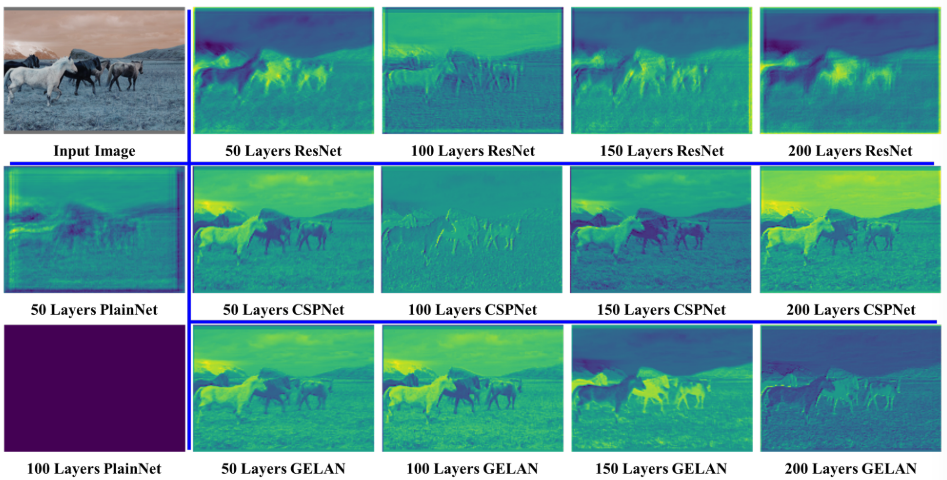 Input Image
50 Layers ResNet
100 Layers ResNet
150 Layers ResNet
200 Layers ResNet
50 Layers PlainNet
50 Layers CSPNet
100 Layers CSPNet
150 Layers CSPNet
200 Layers CSPNet
100 Layers PlainNet
50 Layers GELAN
100 Layers GELAN
150 Layers GELAN
200 Layers GELAN